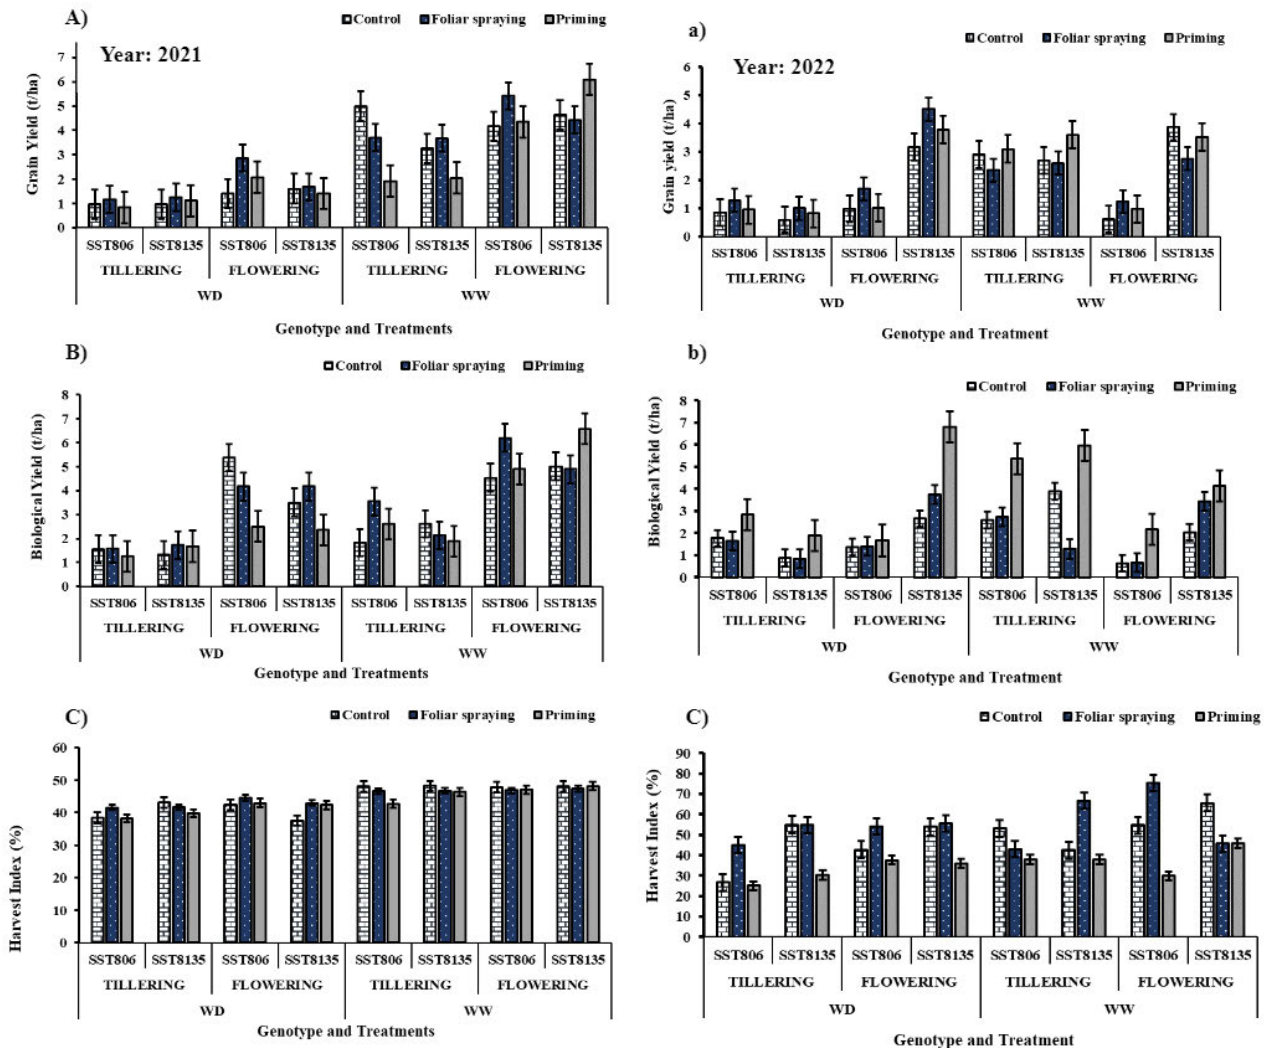 A)
Control Foliar spraying Priming
Year: 2021
Grain Yield (t/ha)
7
6
5
4
3
2
1
0
SST806 SST8135 SST806 SST8135 SST806 SST8135 SST806 SST8135
TILLERING FLOWERING TILLERING FLOWERING
WD WW
Genotype and Treatments
a)
Control Foliar spraying Priming
Year: 2022
Grain yield (t/ha)
6
5
4
3
2
1
0
SST806 SST8135 SST806 SST8135 SST806 SST8135 SST806 SST8135
TILLERING FLOWERING TILLERING FLOWERING
WD WW
Genotype and Treatment
B)
Control Foliar spraying Priming
Biological Yield (t/ha)
8
7
6
5
4
3
2
1
0
SST806 SST8135 SST806 SST8135 SST806 SST8135 SST806 SST8135
TILLERING FLOWERING TILLERING FLOWERING
WD WW
Genotype and Treatments
b)
Control Foliar spraying Priming
Biological Yield (t/ha)
8
7
6
5
4
3
2
1
0
SST806 SST8135 SST806 SST8135 SST806 SST8135 SST806 SST8135
TILLERING FLOWERING TILLERING FLOWERING
WD WW
Genotype and Treatment
C)
Control Foliar spraying Priming
Harvest Index (%)
60
50
40
30
20
10
0
SST806 SST8135 SST806 SST8135 SST806 SST8135 SST806 SST8135
TILLERING FLOWERING TILLERING FLOWERING
WD WW
Genotype and Treatments
C)
Control Foliar spraying Priming
Harvest Index (%)
90
80
70
60
50
40
30
20
10
0
SST806 SST8135 SST806 SST8135 SST806 SST8135 SST806 SST8135
TILLERING FLOWERING TILLERING FLOWERING
WD WW
Genotype and Treatment